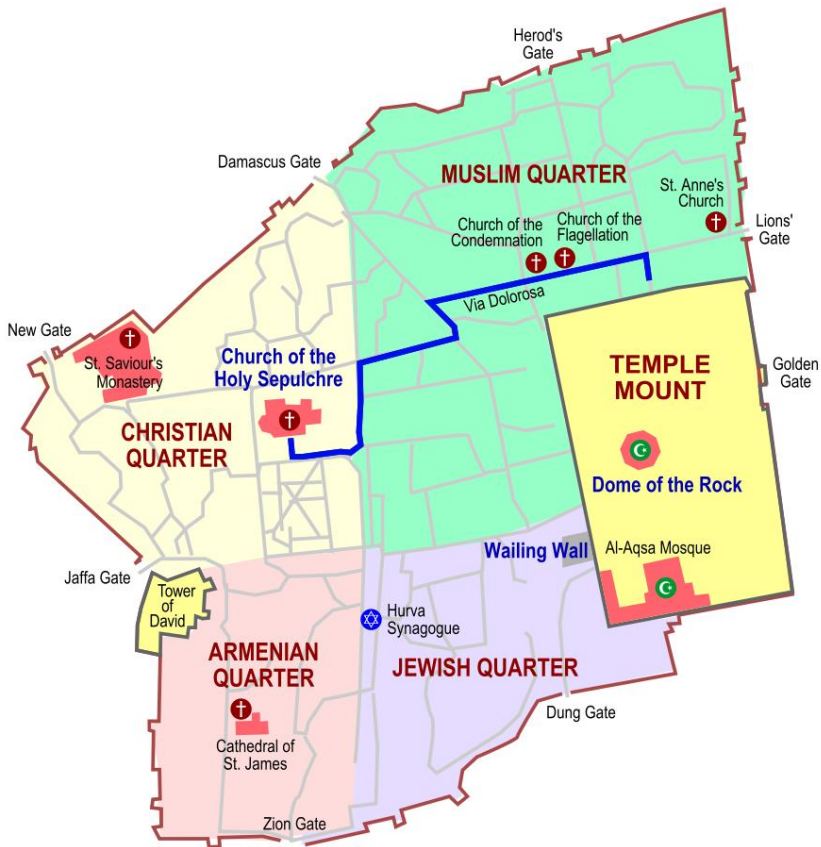 Herod's
Gate
Damascus Gate
MUSLIM QUARTER
St. Anne's
Church
Church of the
Condemnation
Church of the
Flagellation
Lions'
Gate
Via Dolorosa
New Gate
St. Saviour's
Monastery
Church of the
Holy Sepulchre
TEMPLE
MOUNT
Golden
Gate
CHRISTIAN
QUARTER
Dome of the Rock
Wailing Wall
Al-Aqsa Mosque
Jaffa Gate
Tower
of
David
Hurva
Synagogue
ARMENIAN
QUARTER
JEWISH QUARTER
Dung Gate
Cathedral of
St. James
Zion Gate